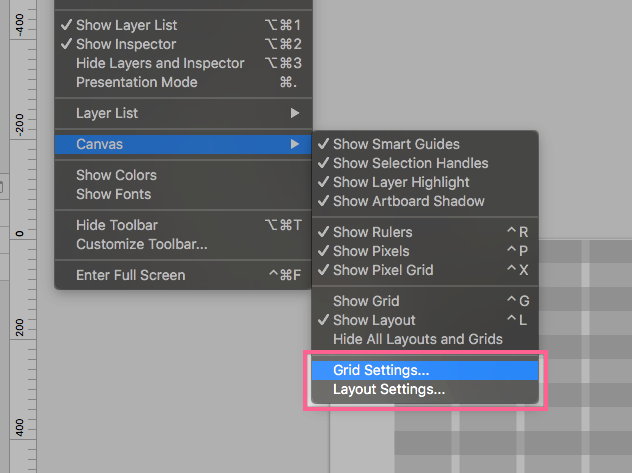 -400
-200
0
200
400
✓ Show Layer List ⌥⌘1
✓ Show Inspector ⌥⌘2
Hide Layers and Inspector ⌥⌘3
Presentation Mode ⌘.
Layer List ▶
Canvas ▶
Show Colors
Show Fonts
Hide Toolbar ⌥⌘T
Customize Toolbar...
Enter Full Screen ^⌘F
✓ Show Smart Guides
✓ Show Selection Handles
✓ Show Layer Highlight
✓ Show Artboard Shadow
✓ Show Rulers ^R
✓ Show Pixels ^P
✓ Show Pixel Grid ^X
Show Grid ^G
✓ Show Layout ^L
Hide All Layouts and Grids
Grid Settings...
Layout Settings...